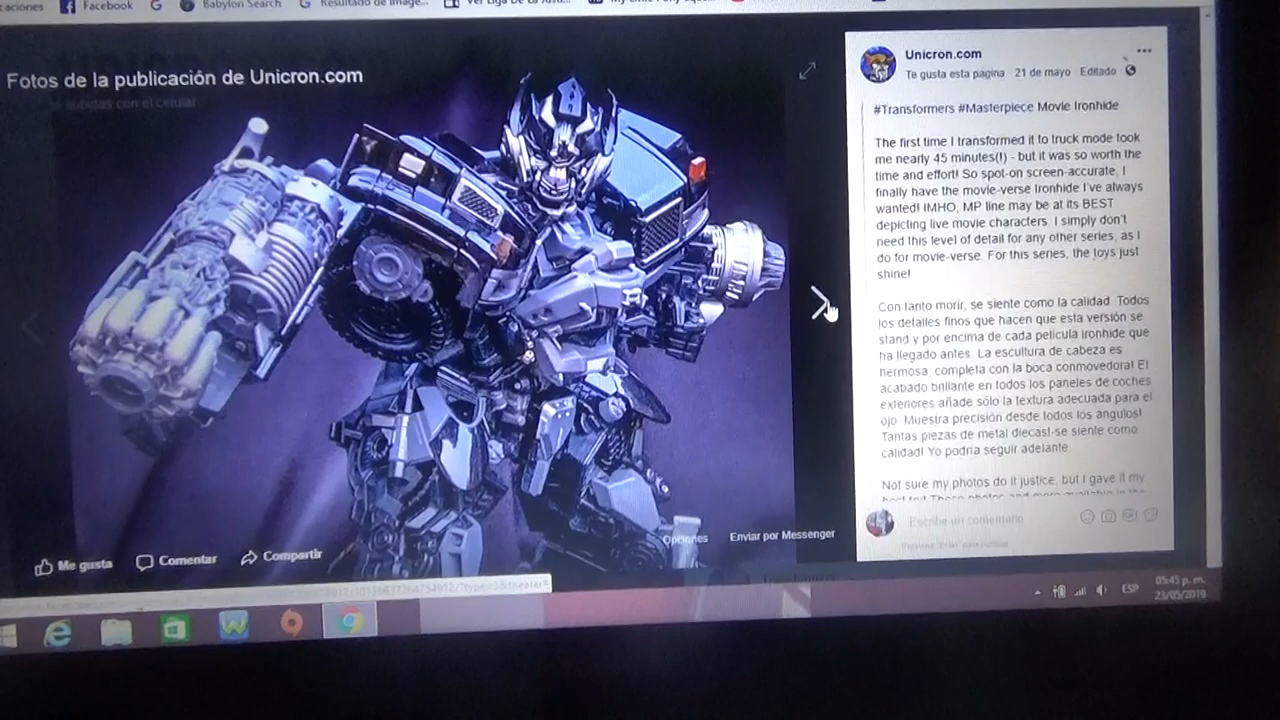 caciones Facebook Babylon Search Resultado de image...
Fotos de la publicación de Unicron.com
subidas con el celular
Unicron.com
Te gusta esta página · 21 de mayo · Editado
#Transformers #Masterpiece Movie Ironhide
The first time I transformed it to truck mode took
me nearly 45 minutes(!) - but it was so worth the
time and effort! So spot-on screen-accurate, I
finally have the movie-verse Ironhide I've always
wanted! IMHO, MP line may be at its BEST
depicting live movie characters. I simply don't
need this level of detail for any other series, as I
do for movie-verse. For this series, the toys just
shine!
Con tanto morir, se siente como la calidad. Todos
los detalles finos que hacen que esta versión se
stand y por encima de cada película ironhide que
ha llegado antes. La escultura de cabeza es
hermosa, completa con la boca conmovedora! El
acabado brillante en todos los paneles de coches
exteriores añade sólo la textura adecuada para el
ojo. Muestra precisión desde todos los ángulos!
Tantas piezas de metal diecast-se siente como
calidad! Yo podría seguir adelante
Not sure my photos do it justice, but I gave it my
Escribe un comentario
Me gusta Comentar Compartir
Opciones Enviar por Messenger
ESP
05:45 p. m.
23/05/2019